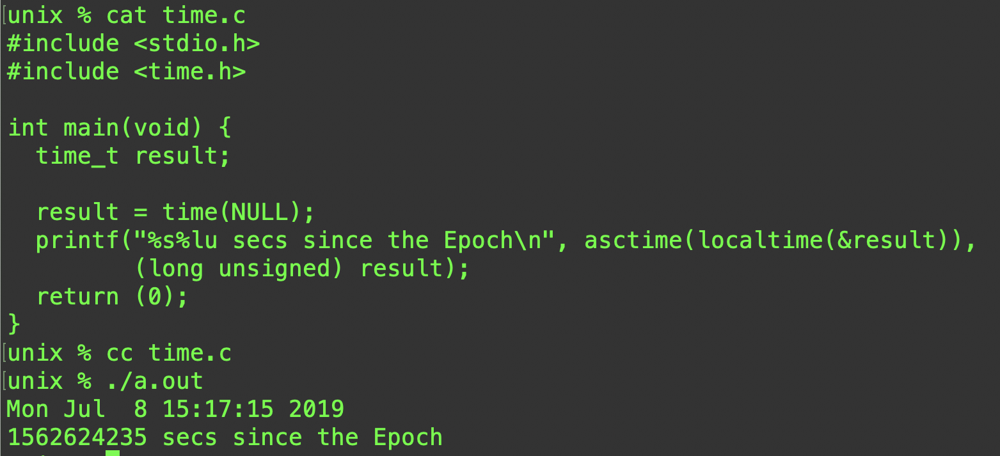 unix % cat time.c
#include <stdio.h>
#include <time.h>

int main(void) {
  time_t result;

  result = time(NULL);
  printf("%s%lu secs since the Epoch\n", asctime(localtime(&result)),
         (long unsigned) result);
  return (0);
}
unix % cc time.c
unix % ./a.out
Mon Jul  8 15:17:15 2019
1562624235 secs since the Epoch